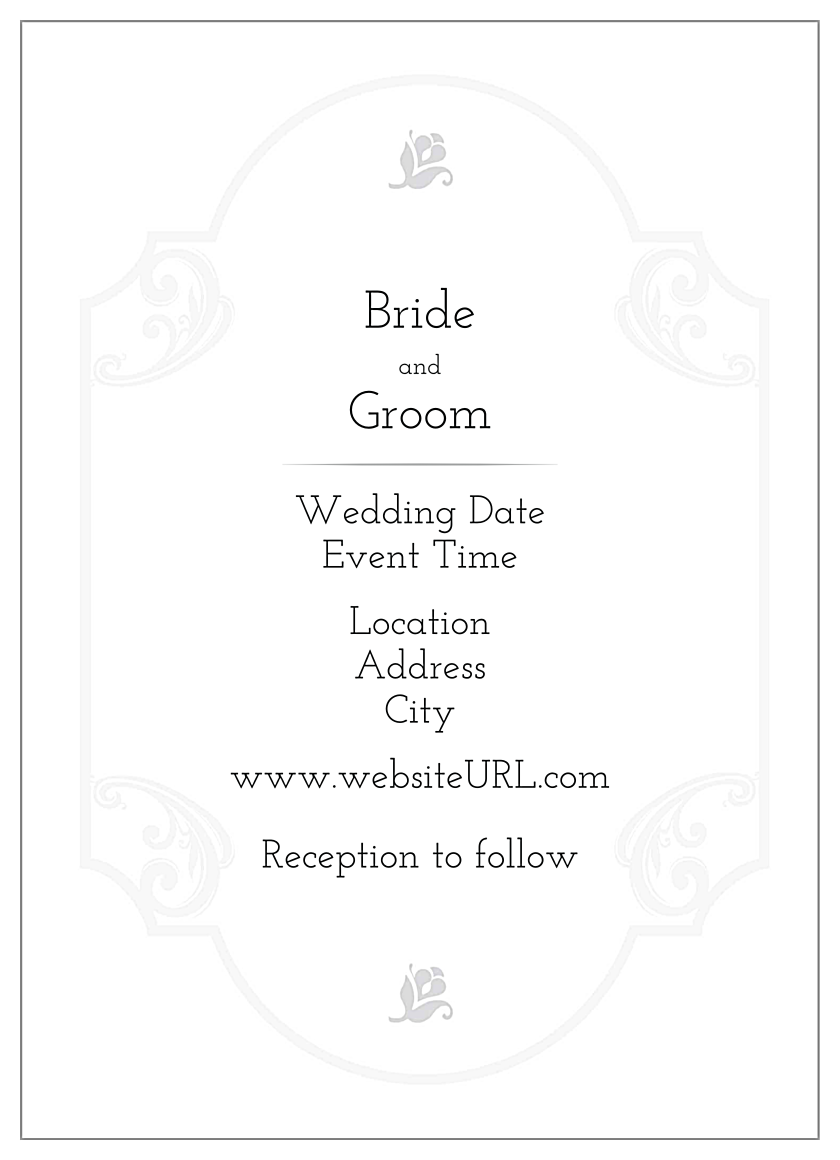 Bride
and
Groom
Wedding Date
Event Time
Location
Address
City
www.websiteURL.com
Reception to follow